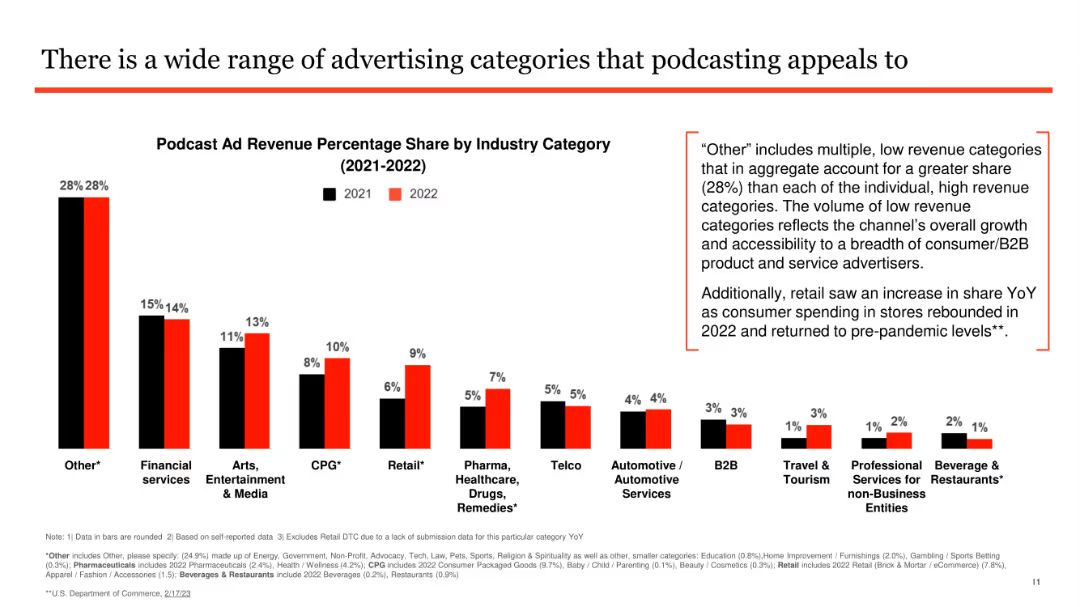 There is a wide range of advertising categories that podcasting appeals to
Podcast Ad Revenue Percentage Share by Industry Category
(2021-2022)
2021 2022
28% 28%
15% 14%
11% 13%
8% 10%
6% 9%
5% 7%
5% 5%
4% 4%
3% 3%
1% 3%
1% 2%
2% 1%
Other*
Financial
services
Arts,
Entertainment
& Media
CPG*
Retail*
Pharma,
Healthcare,
Drugs,
Remedies*
Telco
Automotive /
Automotive
Services
B2B
Travel &
Tourism
Professional
Services for
non-Business
Entities
Beverage &
Restaurants*
“Other” includes multiple, low revenue categories
that in aggregate account for a greater share
(28%) than each of the individual, high revenue
categories. The volume of low revenue
categories reflects the channel’s overall growth
and accessibility to a breadth of consumer/B2B
product and service advertisers.
Additionally, retail saw an increase in share YoY
as consumer spending in stores rebounded in
2022 and returned to pre-pandemic levels**.
Note: 1| Data in bars are rounded 2| Based on self-reported data 3| Excludes Retail DTC due to a lack of submission data for this particular category YoY
*Other includes Other, please specify: (24.9%) made up of Energy, Government, Non-Profit, Advocacy, Tech, Law, Pets, Sports, Religion & Spirituality as well as other, smaller categories: Education (0.8%),Home Improvement / Furnishings (2.0%), Gambling / Sports Betting
(0.3%); Pharmaceuticals includes 2022 Pharmaceuticals (2.4%), Health / Wellness (4.2%); CPG includes 2022 Consumer Packaged Goods (9.7%), Baby / Child / Parenting (0.1%), Beauty / Cosmetics (0.3%); Retail includes 2022 Retail (Brick & Mortar / eCommerce) (7.8%),
Apparel / Fashion / Accessories (1.5); Beverages & Restaurants include 2022 Beverages (0.2%), Restaurants (0.9%)
**U.S. Department of Commerce, 2/17/23
11